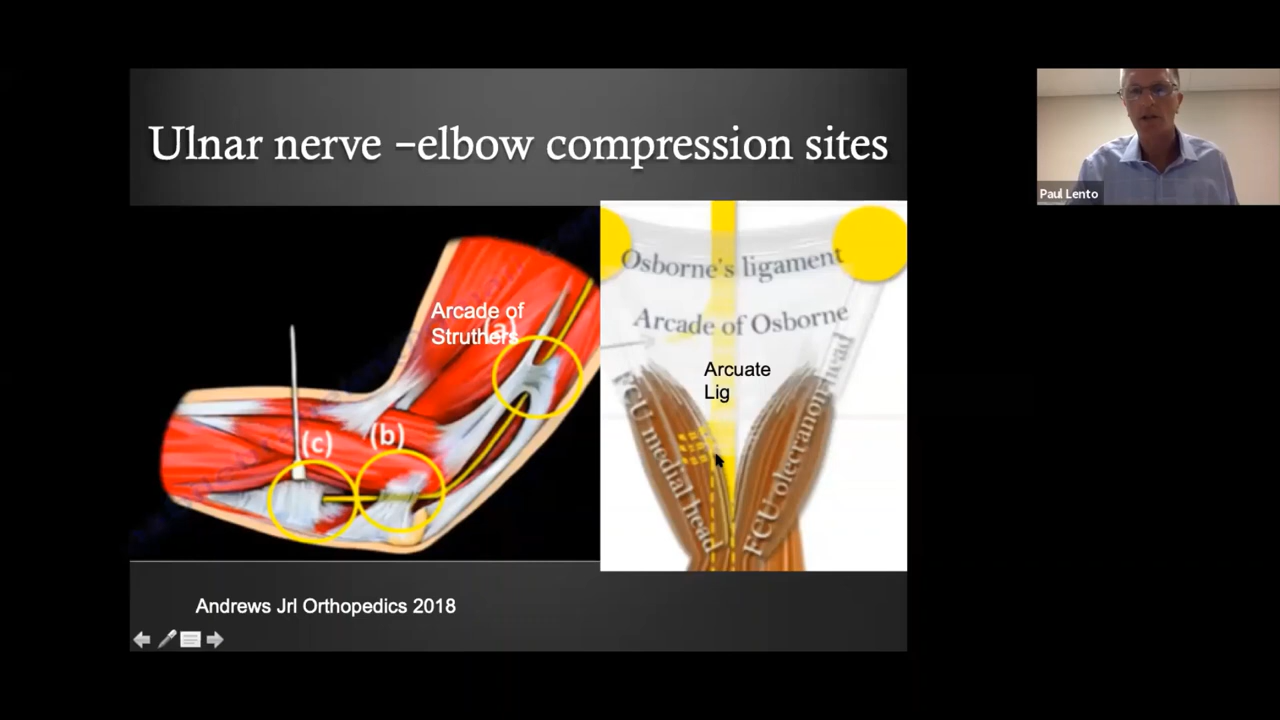 Ulnar nerve –elbow compression sites
Paul Lento
Arcade of
Struthers
(a)
(b)
(c)
Osborne's ligament
Arcade of Osborne
Arcuate
Lig
FCU medial head
FCU olecranon head
Andrews Jrl Orthopedics 2018